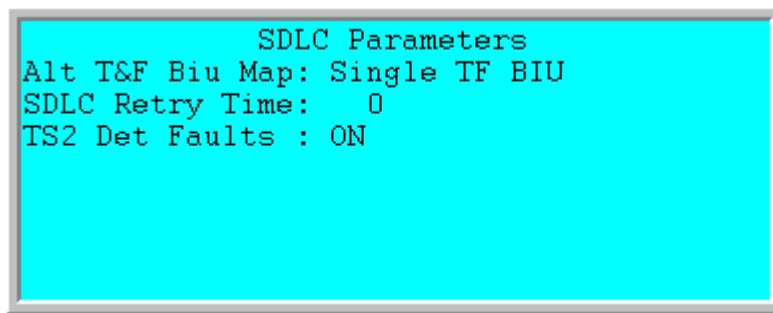 SDLC Parameters
Alt T&F Biu Map: Single TF BIU
SDLC Retry Time: 0
TS2 Det Faults : ON